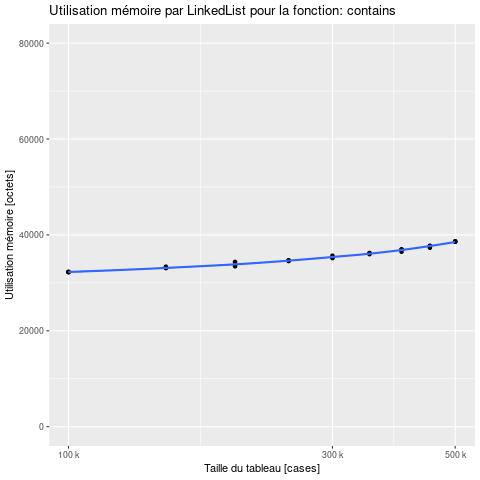 Utilisation mémoire par LinkedList pour la fonction: contains
Utilisation mémoire [octets]
80000
60000
40000
20000
0
100 k
300 k
500 k
Taille du tableau [cases]